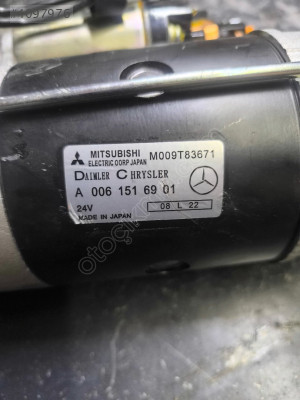 MITSUBISHI M009T83671
ELECTRIC CORP JAPAN
DAIMLER CHRYSLER
A 006 151 69 01
24V 08 L 22
MADE IN JAPAN